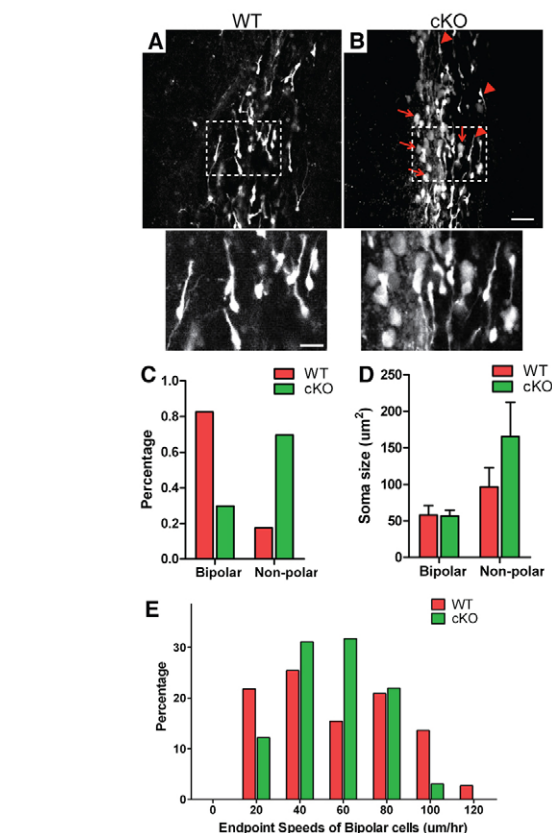 WT
cKO
A
B
C
WT
cKO
Percentage
1.0
0.8
0.6
0.4
0.2
0.0
Bipolar
Non-polar
D
WT
cKO
Soma size (um²)
250
200
150
100
50
0
Bipolar
Non-polar
E
WT
cKO
Percentage
30
20
10
0
0 20 40 60 80 100 120
Endpoint Speeds of Bipolar cells (um/hr)